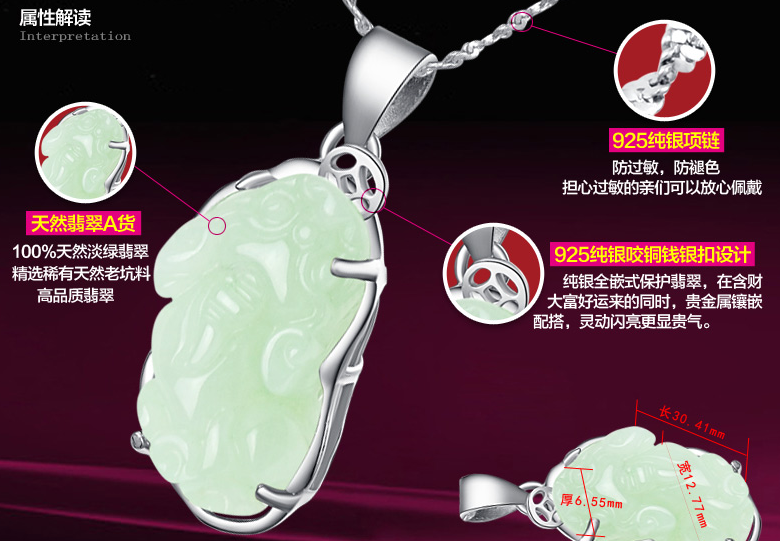 属性解读
Interpretation
925纯银项链
防过敏，防褪色
担心过敏的亲们可以放心佩戴
天然翡翠A货
100%天然淡绿翡翠
精选稀有天然老坑料
高品质翡翠
925纯银咬铜钱银扣设计
纯银全嵌式保护翡翠，在含财
大富好运来的同时，贵金属镶嵌
配搭，灵动闪亮更显贵气。
长30.41mm
宽12.77mm
厚6.55mm